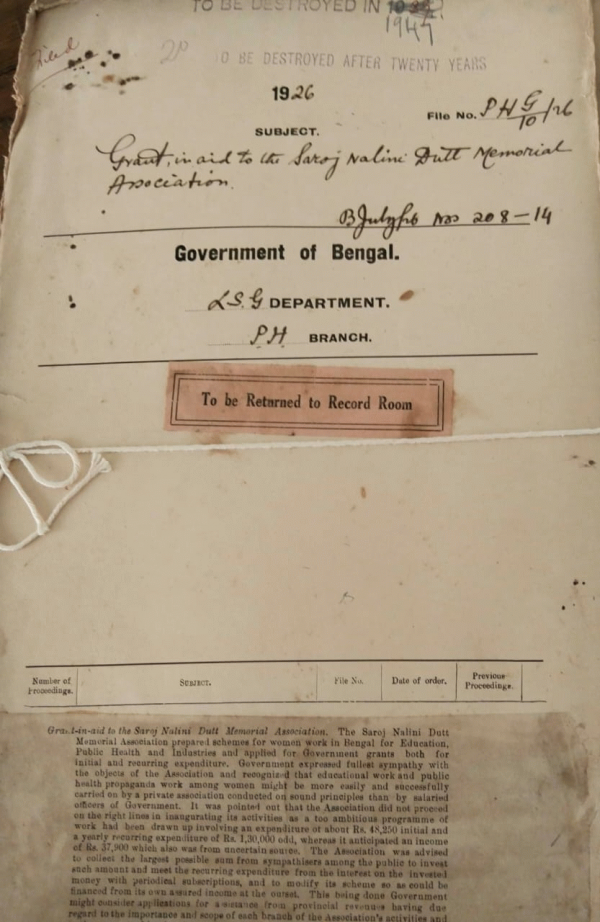 TO BE DESTROYED IN
1947
Filed
2P
TO BE DESTROYED AFTER TWENTY YEARS
1926
File No. P H G/10/26
SUBJECT.
Grant in aid to the Saroj Nalini Dutt Memorial
Association.
B July/26 Nos 208-14
Government of Bengal.
L.S.G DEPARTMENT.
P.H. BRANCH.
To be Returned to Record Room
Number of Proceedings. SUBJECT. File No. Date of order. Previous Proceedings.
Grant-in-aid to the Saroj Nalini Dutt Memorial Association. The Saroj Nalini Dutt
Memorial Association prepared schemes for women work in Bengal for Education,
Public Health and Industries and applied for Government grants both for
initial and recurring expenditure. Government expressed fullest sympathy with
the objects of the Association and recognized that educational work and public
health propaganda work among women might be more easily and successfully
carried on by a private association conducted on sound principles than by salaried
officers of Government. It was pointed out that the Association did not proceed
on the right lines in inaugurating its activities as a too ambitious programme of
work had been drawn up involving an expenditure of about Rs. 48,250 initial and
a yearly recurring expenditure of Rs. 1,30,000 odd, whereas it anticipated an income
of Rs. 37,900 which also was from uncertain source. The Association was advised
to collect the largest possible sum from sympathisers among the public to invest
such amount and meet the recurring expenditure from the interest on the invested
money with periodical subscriptions, and to modify its scheme so as could be
financed from its own assured income at the outset. This being done Government
might consider applications for assistance from provincial revenues having due
regard to the importance and scope of each branch of the Association's activities and